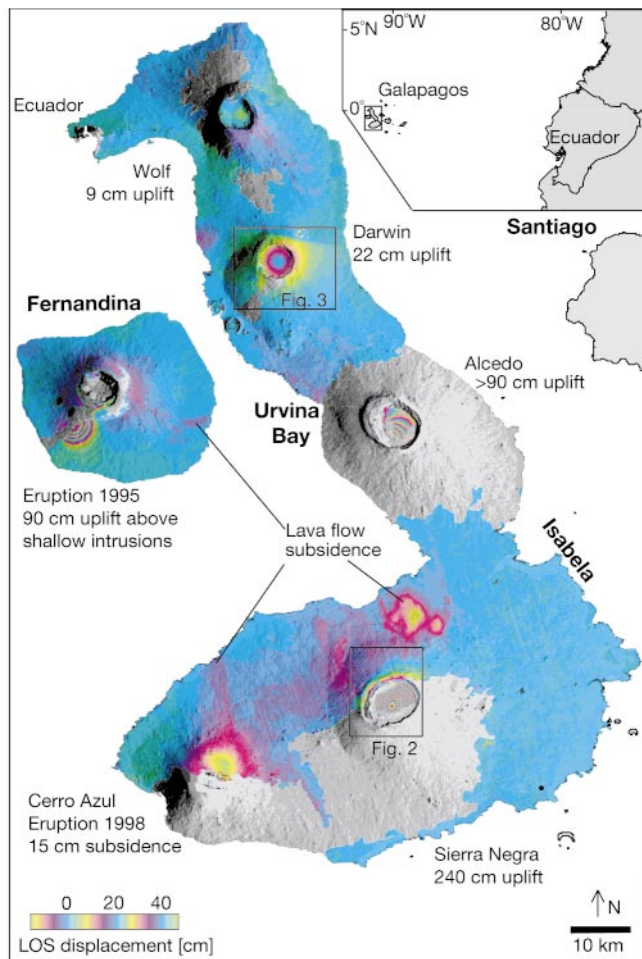 5°N
90°W
80°W
Galapagos
0°
Ecuador
Ecuador
Wolf
9 cm uplift
Santiago
Darwin
22 cm uplift
Fig. 3
Fernandina
Alcedo
>90 cm uplift
Urvina
Bay
Eruption 1995
90 cm uplift above
shallow intrusions
Lava flow
subsidence
Isabela
Fig. 2
Cerro Azul
Eruption 1998
15 cm subsidence
Sierra Negra
240 cm uplift
0 20 40
LOS displacement [cm]
N
10 km